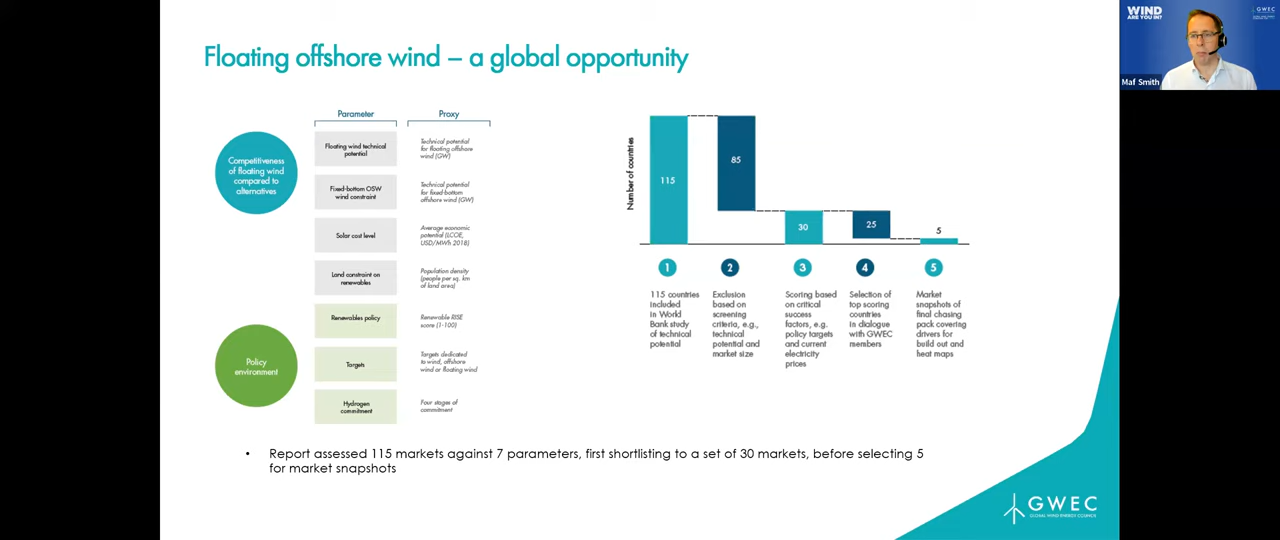 Floating offshore wind – a global opportunity
WIND
ARE YOU IN?
GWEC
Maf Smith
Parameter
Proxy
Competitiveness
of floating wind
compared to
alternatives
Floating wind technical
potential
Technical potential
for floating offshore
wind (GW)
Fixed-bottom OSW
wind constraint
Technical potential
for fixed-bottom
offshore wind (GW)
Solar cost level
Average economic
potential (LCOE,
USD/MWh 2018)
Land constraint on
renewables
Population density
(people per sq. km
of land area)
Policy
environment
Renewables policy
Renewable RISE
score (1-100)
Targets
Targets dedicated
to wind, offshore
wind or floating wind
Hydrogen
commitment
Four stages of
commitment
Number of countries
115
85
30
25
5
1
2
3
4
5
115 countries
included
in World
Bank study
of technical
potential
Exclusion
based on
screening
criteria, e.g.,
technical
potential and
market size
Scoring based
on critical
success
factors, e.g.
policy targets
and current
electricity
prices
Selection of
top scoring
countries
in dialogue
with GWEC
members
Market
snapshots of
final chasing
pack covering
drivers for
build out and
heat maps
• Report assessed 115 markets against 7 parameters, first shortlisting to a set of 30 markets, before selecting 5
for market snapshots
GWEC
GLOBAL WIND ENERGY COUNCIL